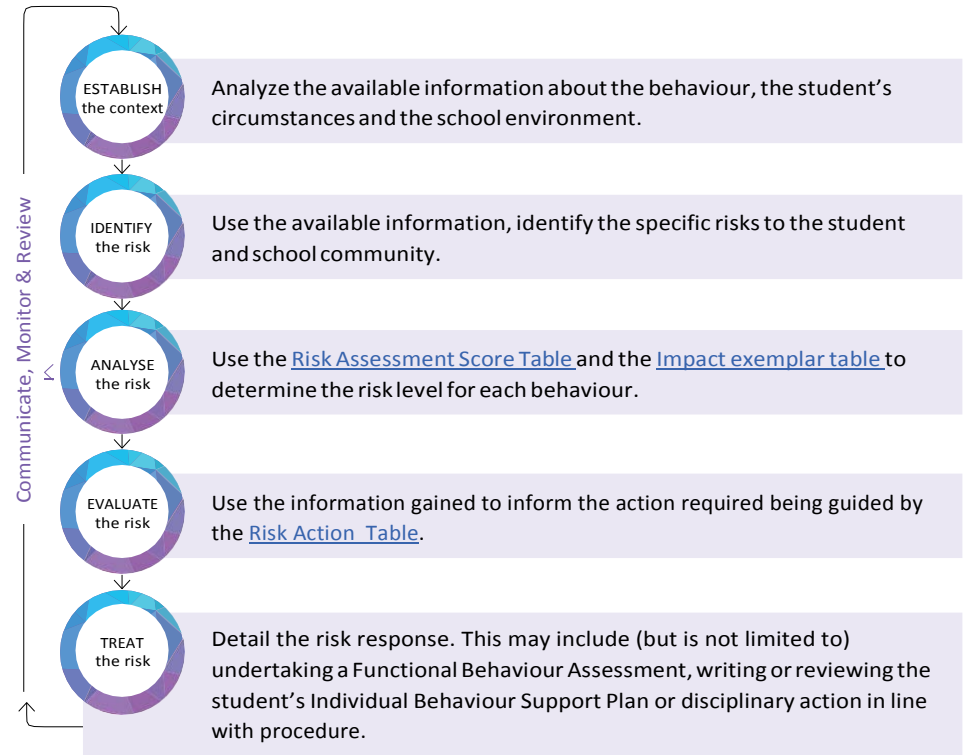 ESTABLISH
the context
Analyze the available information about the behaviour, the student's
circumstances and the school environment.
IDENTIFY
the risk
Use the available information, identify the specific risks to the student
and school community.
ANALYSE
the risk
Use the Risk Assessment Score Table and the Impact exemplar table to
determine the risk level for each behaviour.
EVALUATE
the risk
Use the information gained to inform the action required being guided by
the Risk Action Table.
TREAT
the risk
Detail the risk response. This may include (but is not limited to)
undertaking a Functional Behaviour Assessment, writing or reviewing the
student's Individual Behaviour Support Plan or disciplinary action in line
with procedure.
Communicate, Monitor & Review